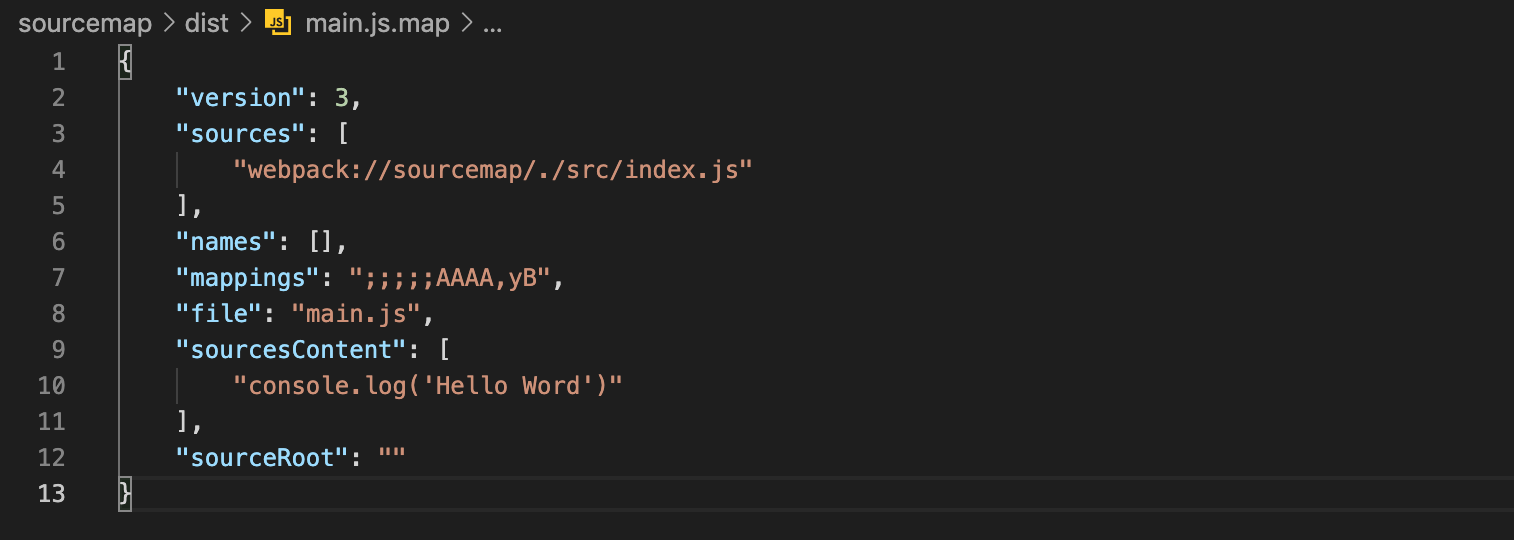 sourcemap > dist > JS main.js.map > ...
1 {
2 "version": 3,
3 "sources": [
4 "webpack://sourcemap/./src/index.js"
5 ],
6 "names": [],
7 "mappings": ";;;;;AAAA,yB",
8 "file": "main.js",
9 "sourcesContent": [
10 "console.log('Hello Word')"
11 ],
12 "sourceRoot": ""
13 }